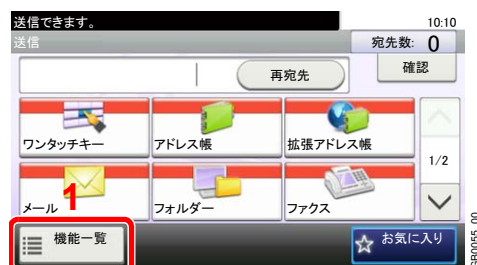 送信できます。
10:10
送信
宛先数: 0
再宛先
確認
ワンタッチキー
アドレス帳
拡張アドレス帳
1/2
メール
フォルダー
ファクス
1
機能一覧
お気に入り
GB0055_00